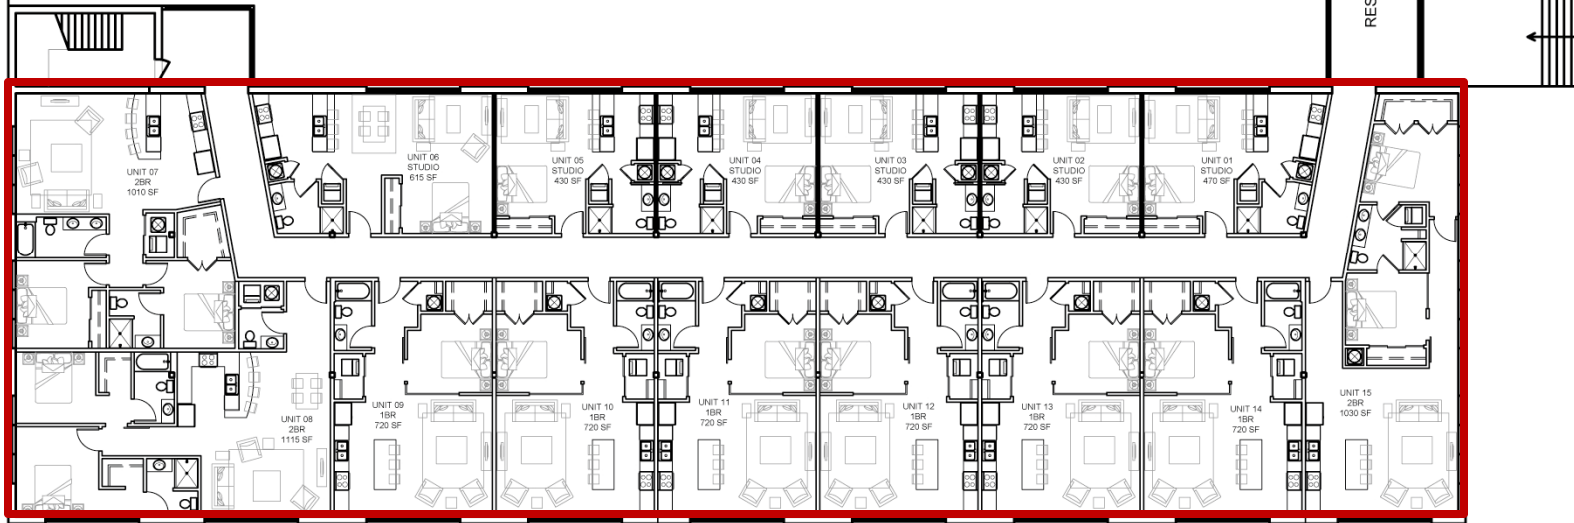 RES
UNIT 07
2BR
1010 SF
UNIT 06
STUDIO
615 SF
UNIT 05
STUDIO
430 SF
UNIT 04
STUDIO
430 SF
UNIT 03
STUDIO
430 SF
UNIT 02
STUDIO
430 SF
UNIT 01
STUDIO
470 SF
UNIT 08
2BR
1115 SF
UNIT 09
1BR
720 SF
UNIT 10
1BR
720 SF
UNIT 11
1BR
720 SF
UNIT 12
1BR
720 SF
UNIT 13
1BR
720 SF
UNIT 14
1BR
720 SF
UNIT 15
2BR
1030 SF